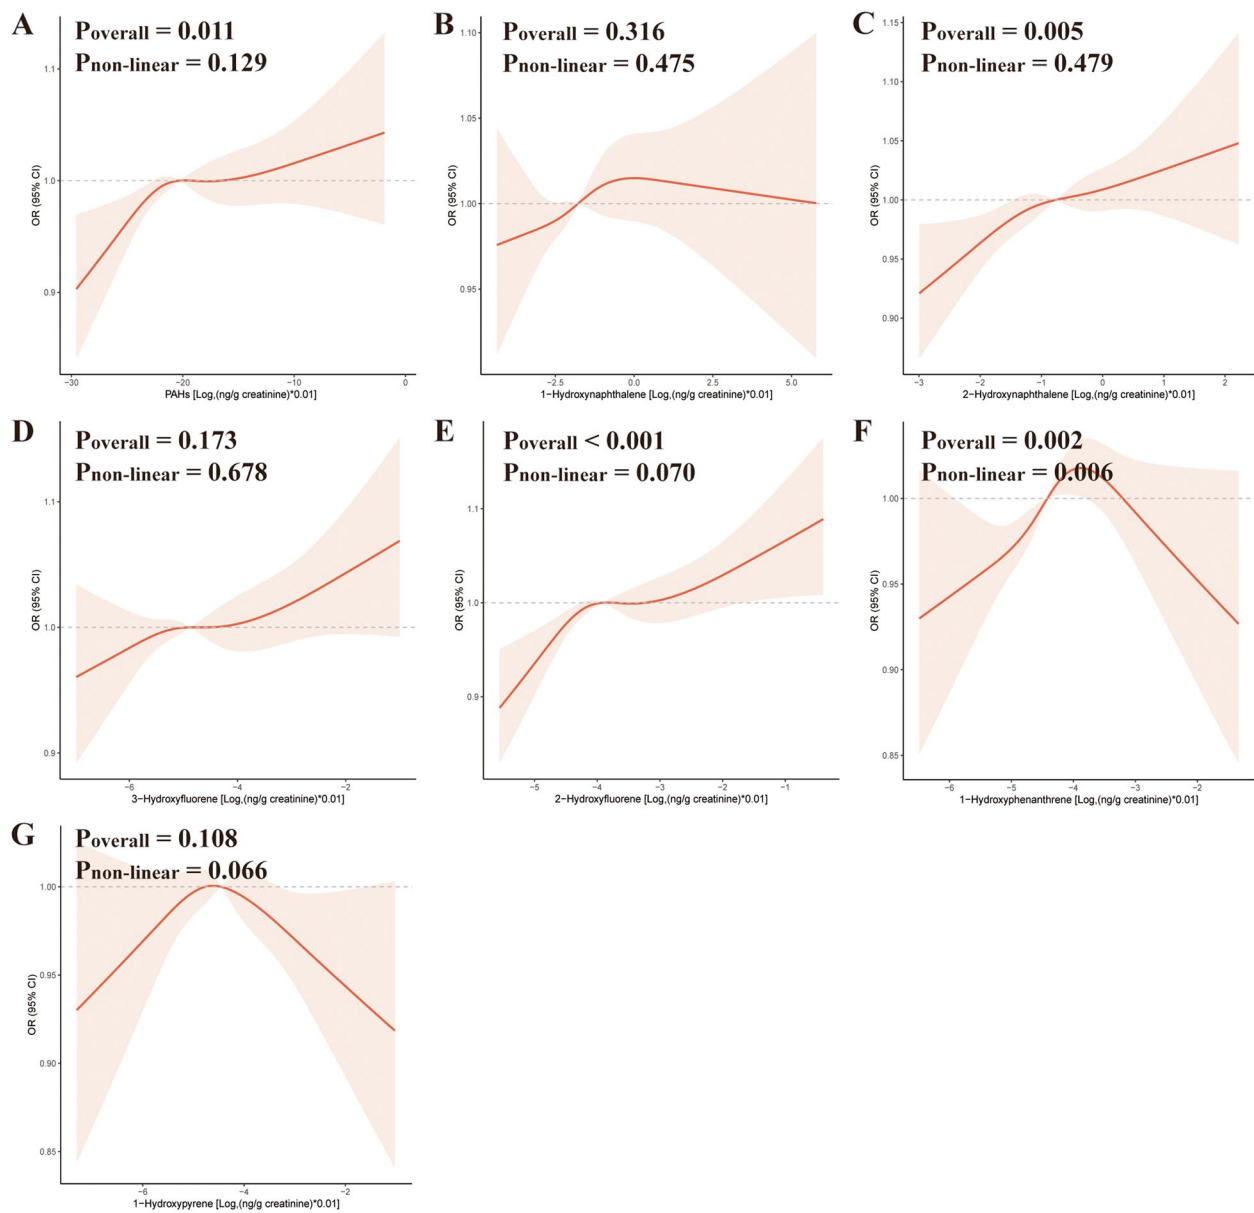 A
Poverall = 0.011
Pnon-linear = 0.129
1.1
1.0
0.9
OR (95% CI)
−30
−20
−10
0
PAHs [Log,(ng/g creatinine)*0.01]
B
Poverall = 0.316
Pnon-linear = 0.475
1.10
1.05
1.00
0.95
OR (95% CI)
−2.5
0.0
2.5
5.0
1−Hydroxynaphthalene [Log,(ng/g creatinine)*0.01]
C
Poverall = 0.005
Pnon-linear = 0.479
1.15
1.10
1.05
1.00
0.95
0.90
OR (95% CI)
−3
−2
−1
0
1
2
2−Hydroxynaphthalene [Log,(ng/g creatinine)*0.01]
D
Poverall = 0.173
Pnon-linear = 0.678
1.1
1.0
0.9
OR (95% CI)
−6
−4
−2
3−Hydroxyfluorene [Log,(ng/g creatinine)*0.01]
E
Poverall < 0.001
Pnon-linear = 0.070
1.1
1.0
0.9
OR (95% CI)
−5
−4
−3
−2
−1
2−Hydroxyfluorene [Log,(ng/g creatinine)*0.01]
F
Poverall = 0.002
Pnon-linear = 0.006
1.00
0.95
0.90
0.85
OR (95% CI)
−6
−5
−4
−3
−2
1−Hydroxyphenanthrene [Log,(ng/g creatinine)*0.01]
G
Poverall = 0.108
Pnon-linear = 0.066
1.00
0.95
0.90
0.85
OR (95% CI)
−6
−4
−2
1−Hydroxypyrene [Log,(ng/g creatinine)*0.01]